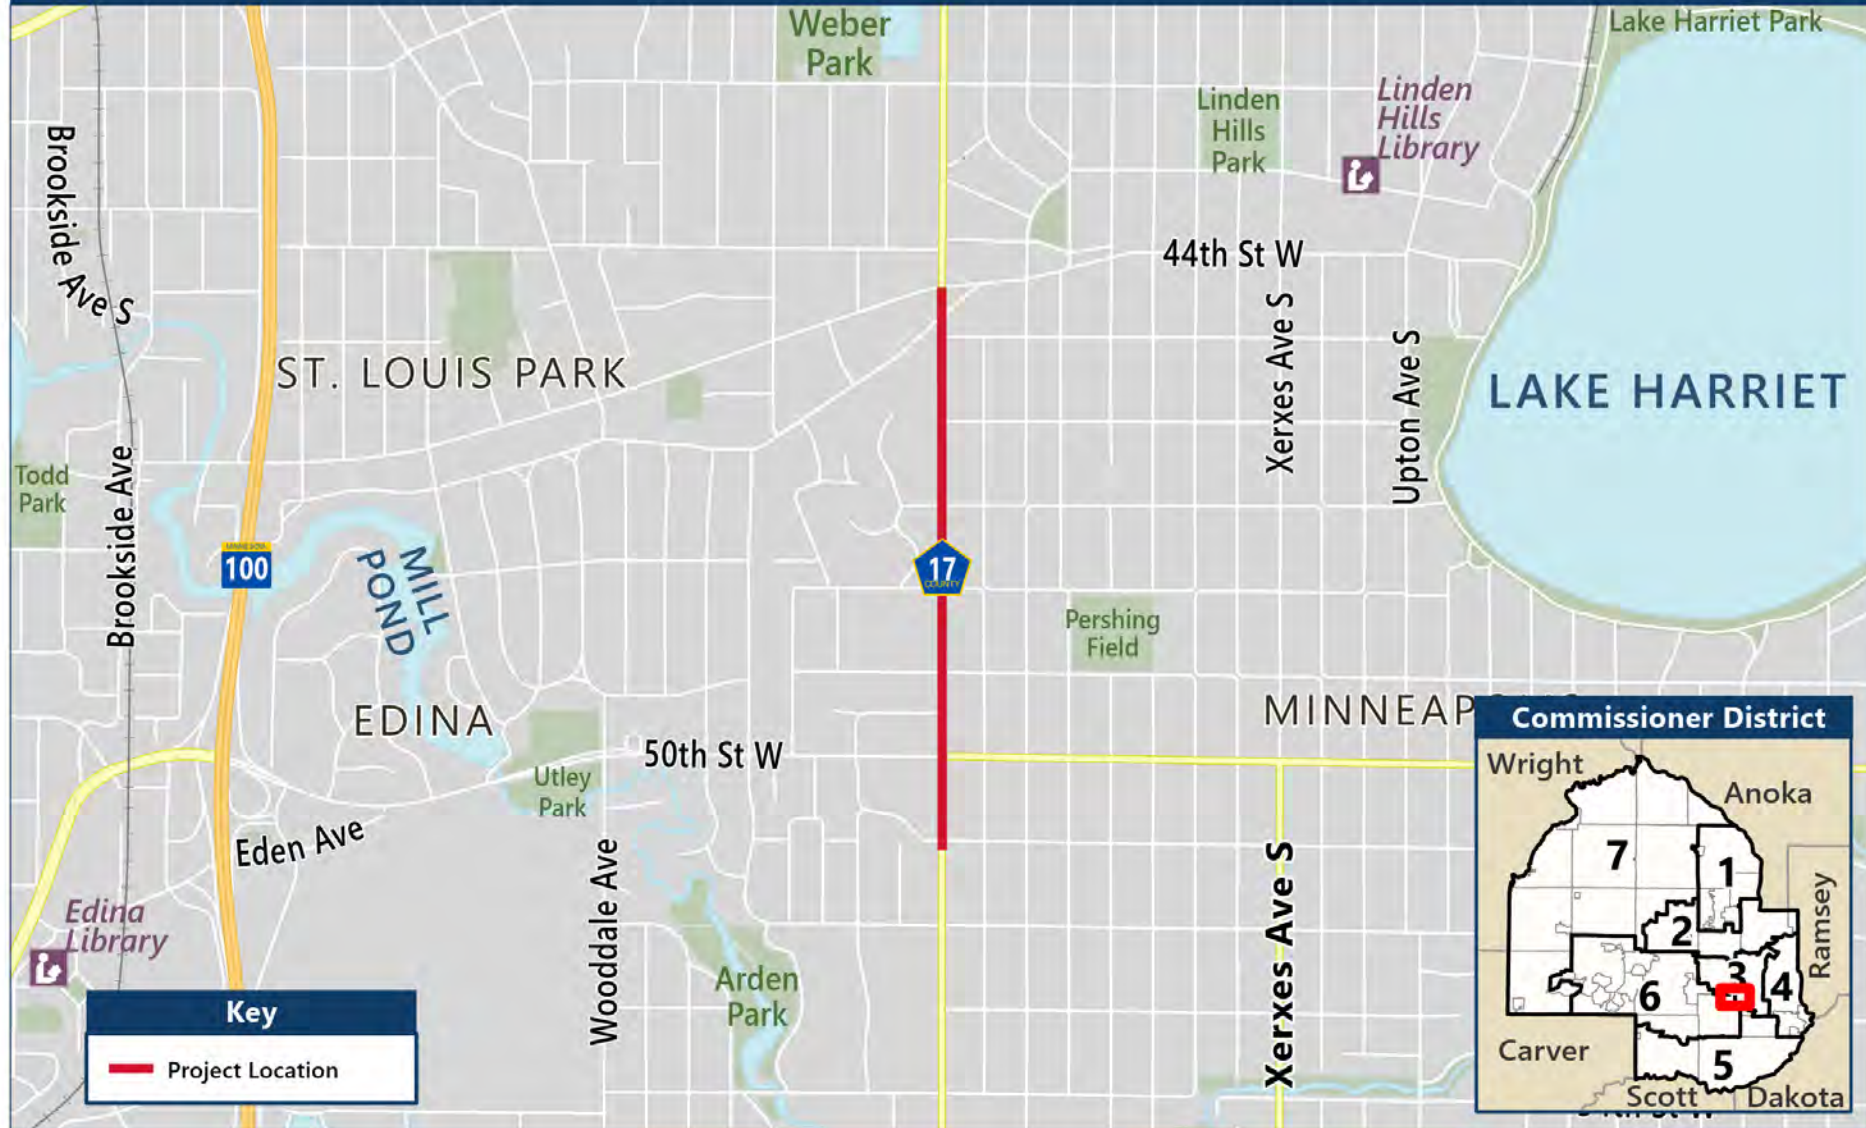 Weber
Park
Lake Harriet Park
Linden
Hills
Park
Linden
Hills
Library
Brookside Ave S
44th St W
Xerxes Ave S
Upton Ave S
ST. LOUIS PARK
LAKE HARRIET
Todd
Park
Brookside Ave
MINNESOTA
100
MILL
POND
17
COUNTY
Pershing
Field
EDINA
50th St W
MINNEAP
Utley
Park
Eden Ave
Wooddale Ave
Xerxes Ave S
Edina
Library
Arden
Park
Key
Project Location
Commissioner District
Wright
Anoka
7
1
2
3
4
6
5
Ramsey
Carver
Scott
Dakota